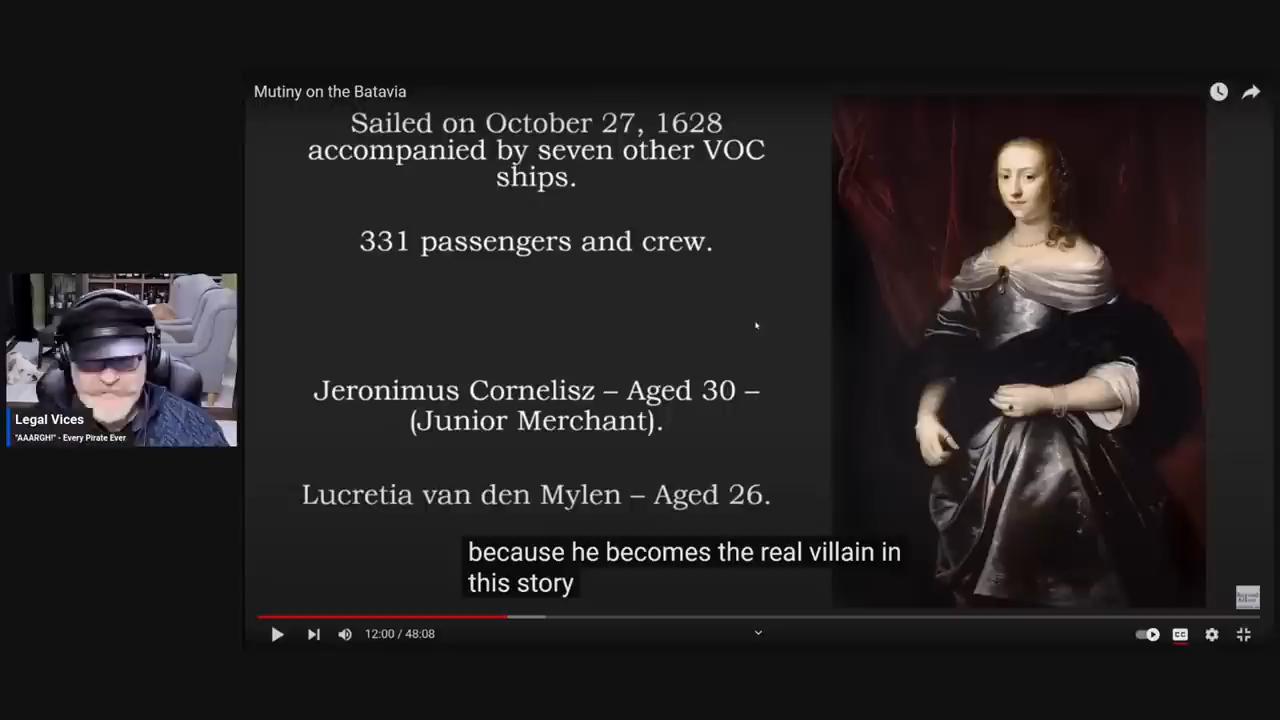 Mutiny on the Batavia
Sailed on October 27, 1628
accompanied by seven other VOC
ships.
331 passengers and crew.
Jeronimus Cornelisz – Aged 30 –
(Junior Merchant).
Lucretia van den Mylen – Aged 26.
because he becomes the real villain in
this story
Legal Vices
"AAARGH!" - Every Pirate Ever
12:00 / 48:08
CC